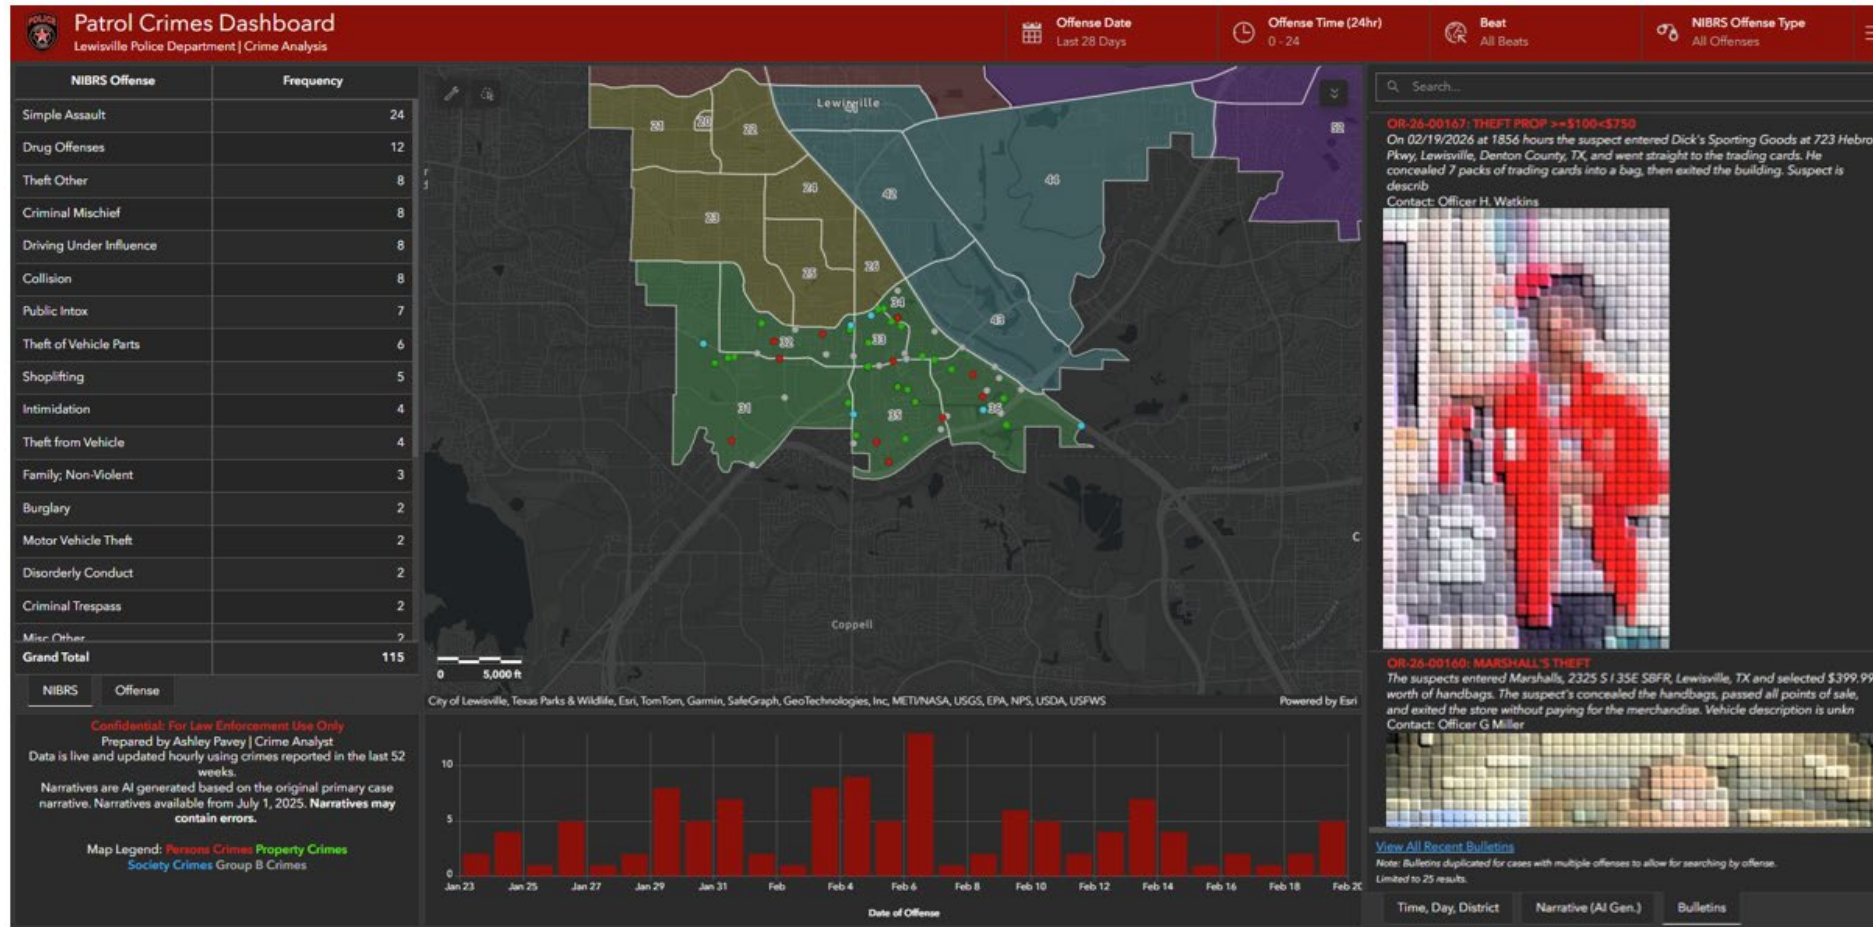 Patrol Crimes Dashboard
Lewisville Police Department | Crime Analysis
Offense Date
Last 28 Days
Offense Time (24hr)
0 - 24
Beat
All Beats
NIBRS Offense Type
All Offenses
NIBRS Offense Frequency
Simple Assault 24
Drug Offenses 12
Theft Other 8
Criminal Mischief 8
Driving Under Influence 8
Collision 8
Public Intox 7
Theft of Vehicle Parts 6
Shoplifting 5
Intimidation 4
Theft from Vehicle 4
Family; Non-Violent 3
Burglary 2
Motor Vehicle Theft 2
Disorderly Conduct 2
Criminal Trespass 2
Misc Other 2
Grand Total 115
NIBRS Offense
Confidential: For Law Enforcement Use Only
Prepared by Ashley Pavey | Crime Analyst
Data is live and updated hourly using crimes reported in the last 52
weeks.
Narratives are AI generated based on the original primary case
narrative. Narratives available from July 1, 2025. Narratives may
contain errors.
Map Legend: Persons Crimes Property Crimes
Society Crimes Group B Crimes
Lewisville
41
21 20 22
52
24 42 44
23
25 26
34 43
32 33
31 35 36
C
Coppell
5,000 ft
City of Lewisville, Texas Parks & Wildlife, Esri, TomTom, Garmin, SafeGraph, GeoTechnologies, Inc, METI/NASA, USGS, EPA, NPS, USDA, USFWS
Powered by Esri
10
5
0
Jan 23 Jan 25 Jan 27 Jan 29 Jan 31 Feb Feb 4 Feb 6 Feb 8 Feb 10 Feb 12 Feb 14 Feb 16 Feb 18 Feb 20
Date of Offense
Search...
OR-26-00167: THEFT PROP >=$100<$750
On 02/19/2026 at 1856 hours the suspect entered Dick's Sporting Goods at 723 Hebro
Pkwy, Lewisville, Denton County, TX, and went straight to the trading cards. He
concealed 7 packs of trading cards into a bag, then exited the building. Suspect is
describ
Contact: Officer H. Watkins
OR-26-00160: MARSHALL'S THEFT
The suspects entered Marshalls, 2325 S I 35E SBFR, Lewisville, TX and selected $399.99
worth of handbags. The suspect's concealed the handbags, passed all points of sale,
and exited the store without paying for the merchandise. Vehicle description is unkn
Contact: Officer G Miller
View All Recent Bulletins
Note: Bulletins duplicated for cases with multiple offenses to allow for searching by offense.
Limited to 25 results.
Time, Day, District Narrative (AI Gen.) Bulletins